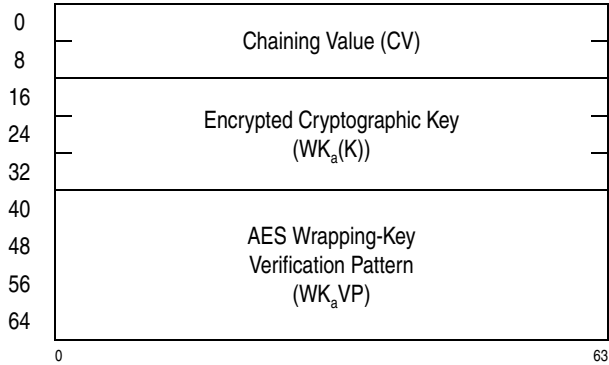 0
Chaining Value (CV)
8
16
Encrypted Cryptographic Key
24
(WKₐ(K))
32
40
AES Wrapping-Key
48
Verification Pattern
56
(WKₐVP)
64
0 63